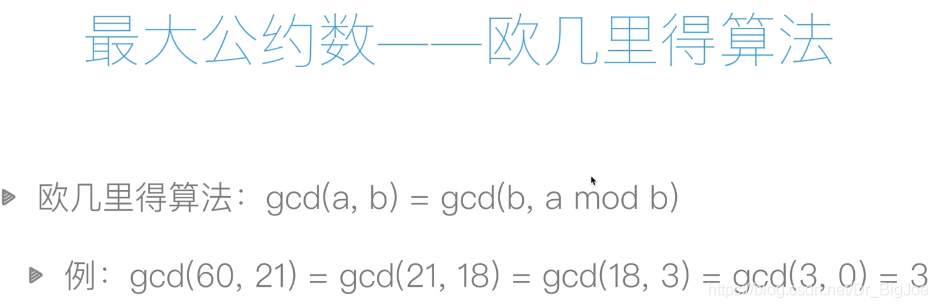 最大公约数——欧几里得算法
欧几里得算法：gcd(a, b) = gcd(b, a mod b)
例：gcd(60, 21) = gcd(21, 18) = gcd(18, 3) = gcd(3, 0) = 3
https://blog.csdn.net/Dr_BigJoe